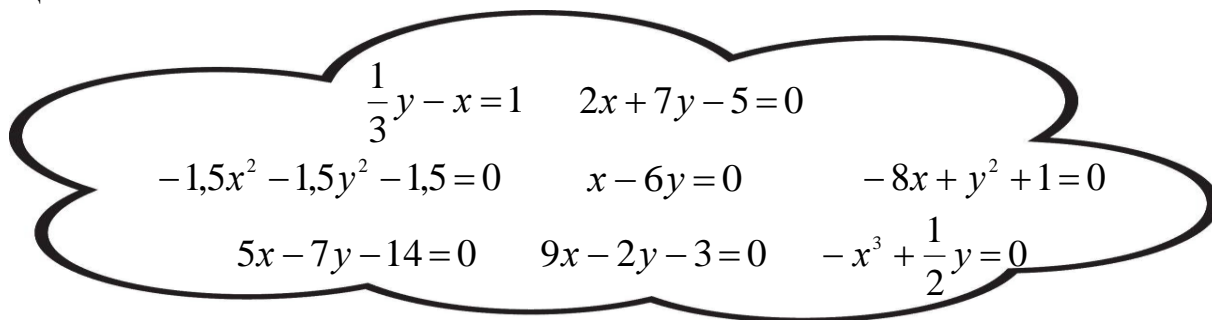 1/3 y − x = 1   2x + 7y − 5 = 0
−1,5x² − 1,5y² − 1,5 = 0   x − 6y = 0   −8x + y² + 1 = 0
5x − 7y − 14 = 0   9x − 2y − 3 = 0   −x³ + 1/2 y = 0